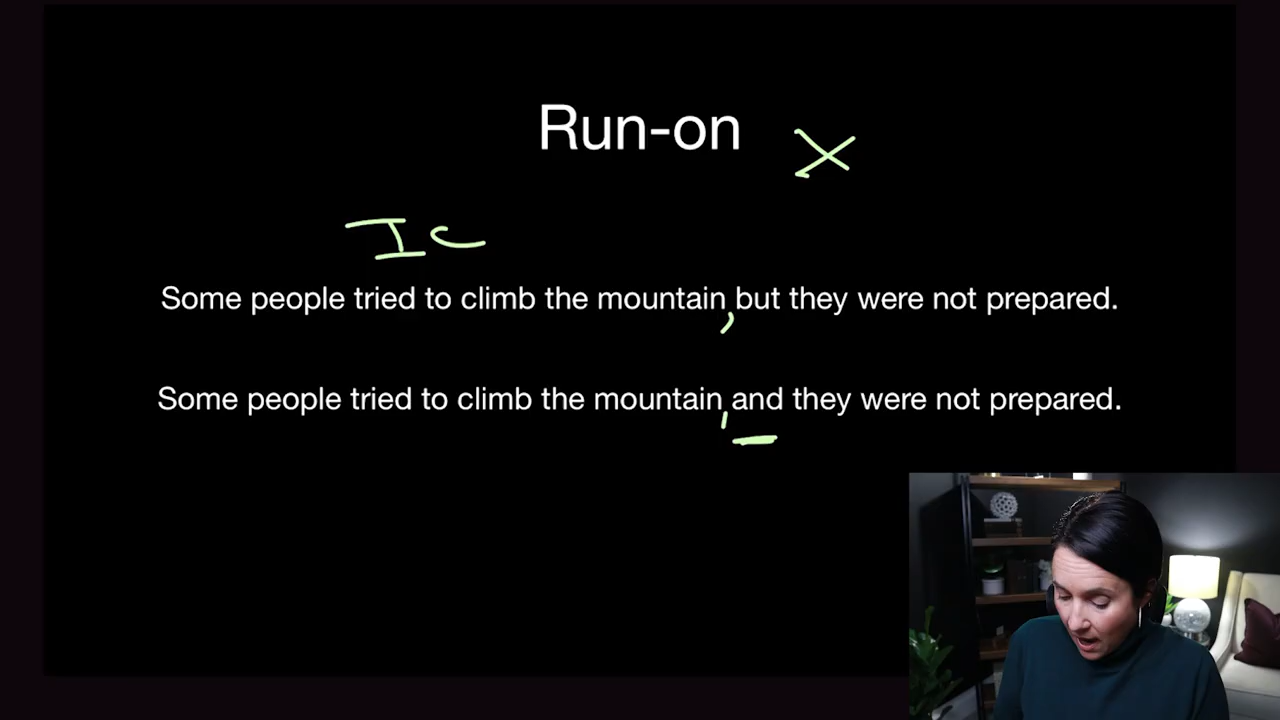 Run-on X
IC
Some people tried to climb the mountain, but they were not prepared.
Some people tried to climb the mountain, and they were not prepared.